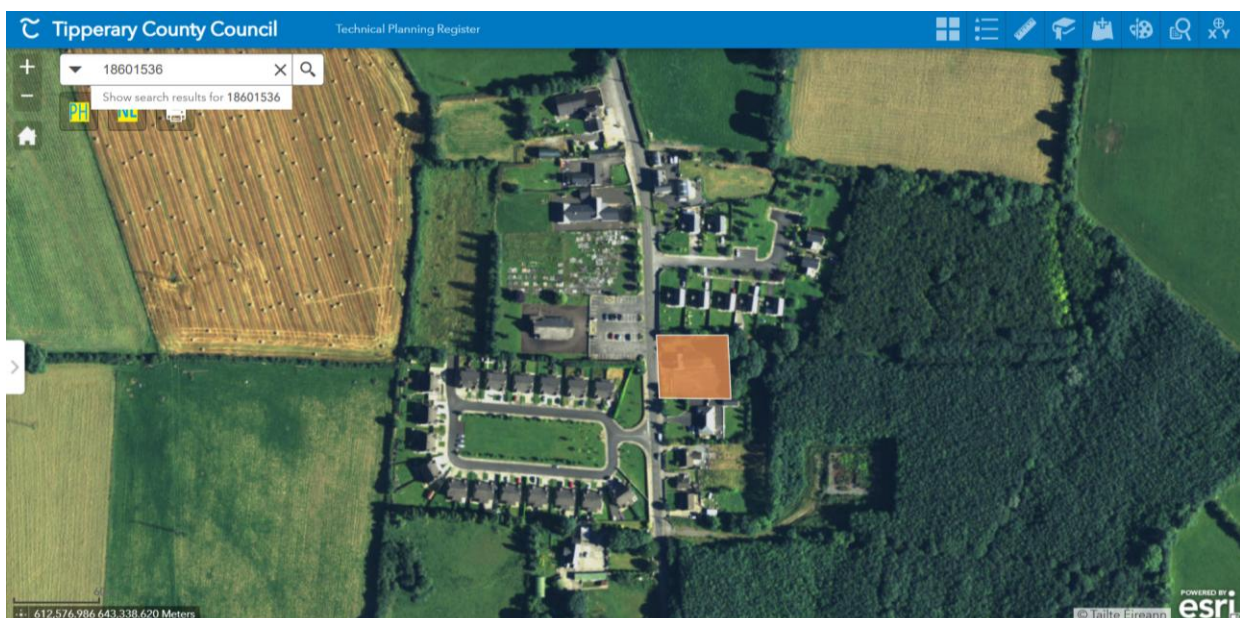 Tipperary County Council
Technical Planning Register
18601536
Show search results for 18601536
PH NL
612,576.986 643,338.620 Meters
© Tailte Éireann
POWERED BY
esri